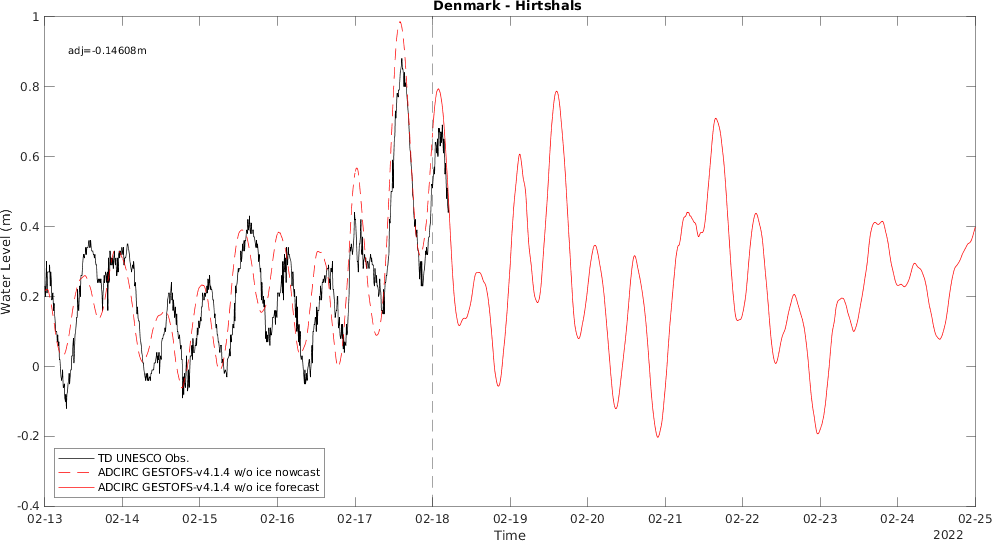 Denmark - Hirtshals
adj=-0.14608m
1
0.8
0.6
0.4
0.2
0
-0.2
-0.4
Water Level (m)
TD UNESCO Obs.
ADCIRC GESTOFS-v4.1.4 w/o ice nowcast
ADCIRC GESTOFS-v4.1.4 w/o ice forecast
02-13 02-14 02-15 02-16 02-17 02-18 02-19 02-20 02-21 02-22 02-23 02-24 02-25
Time
2022